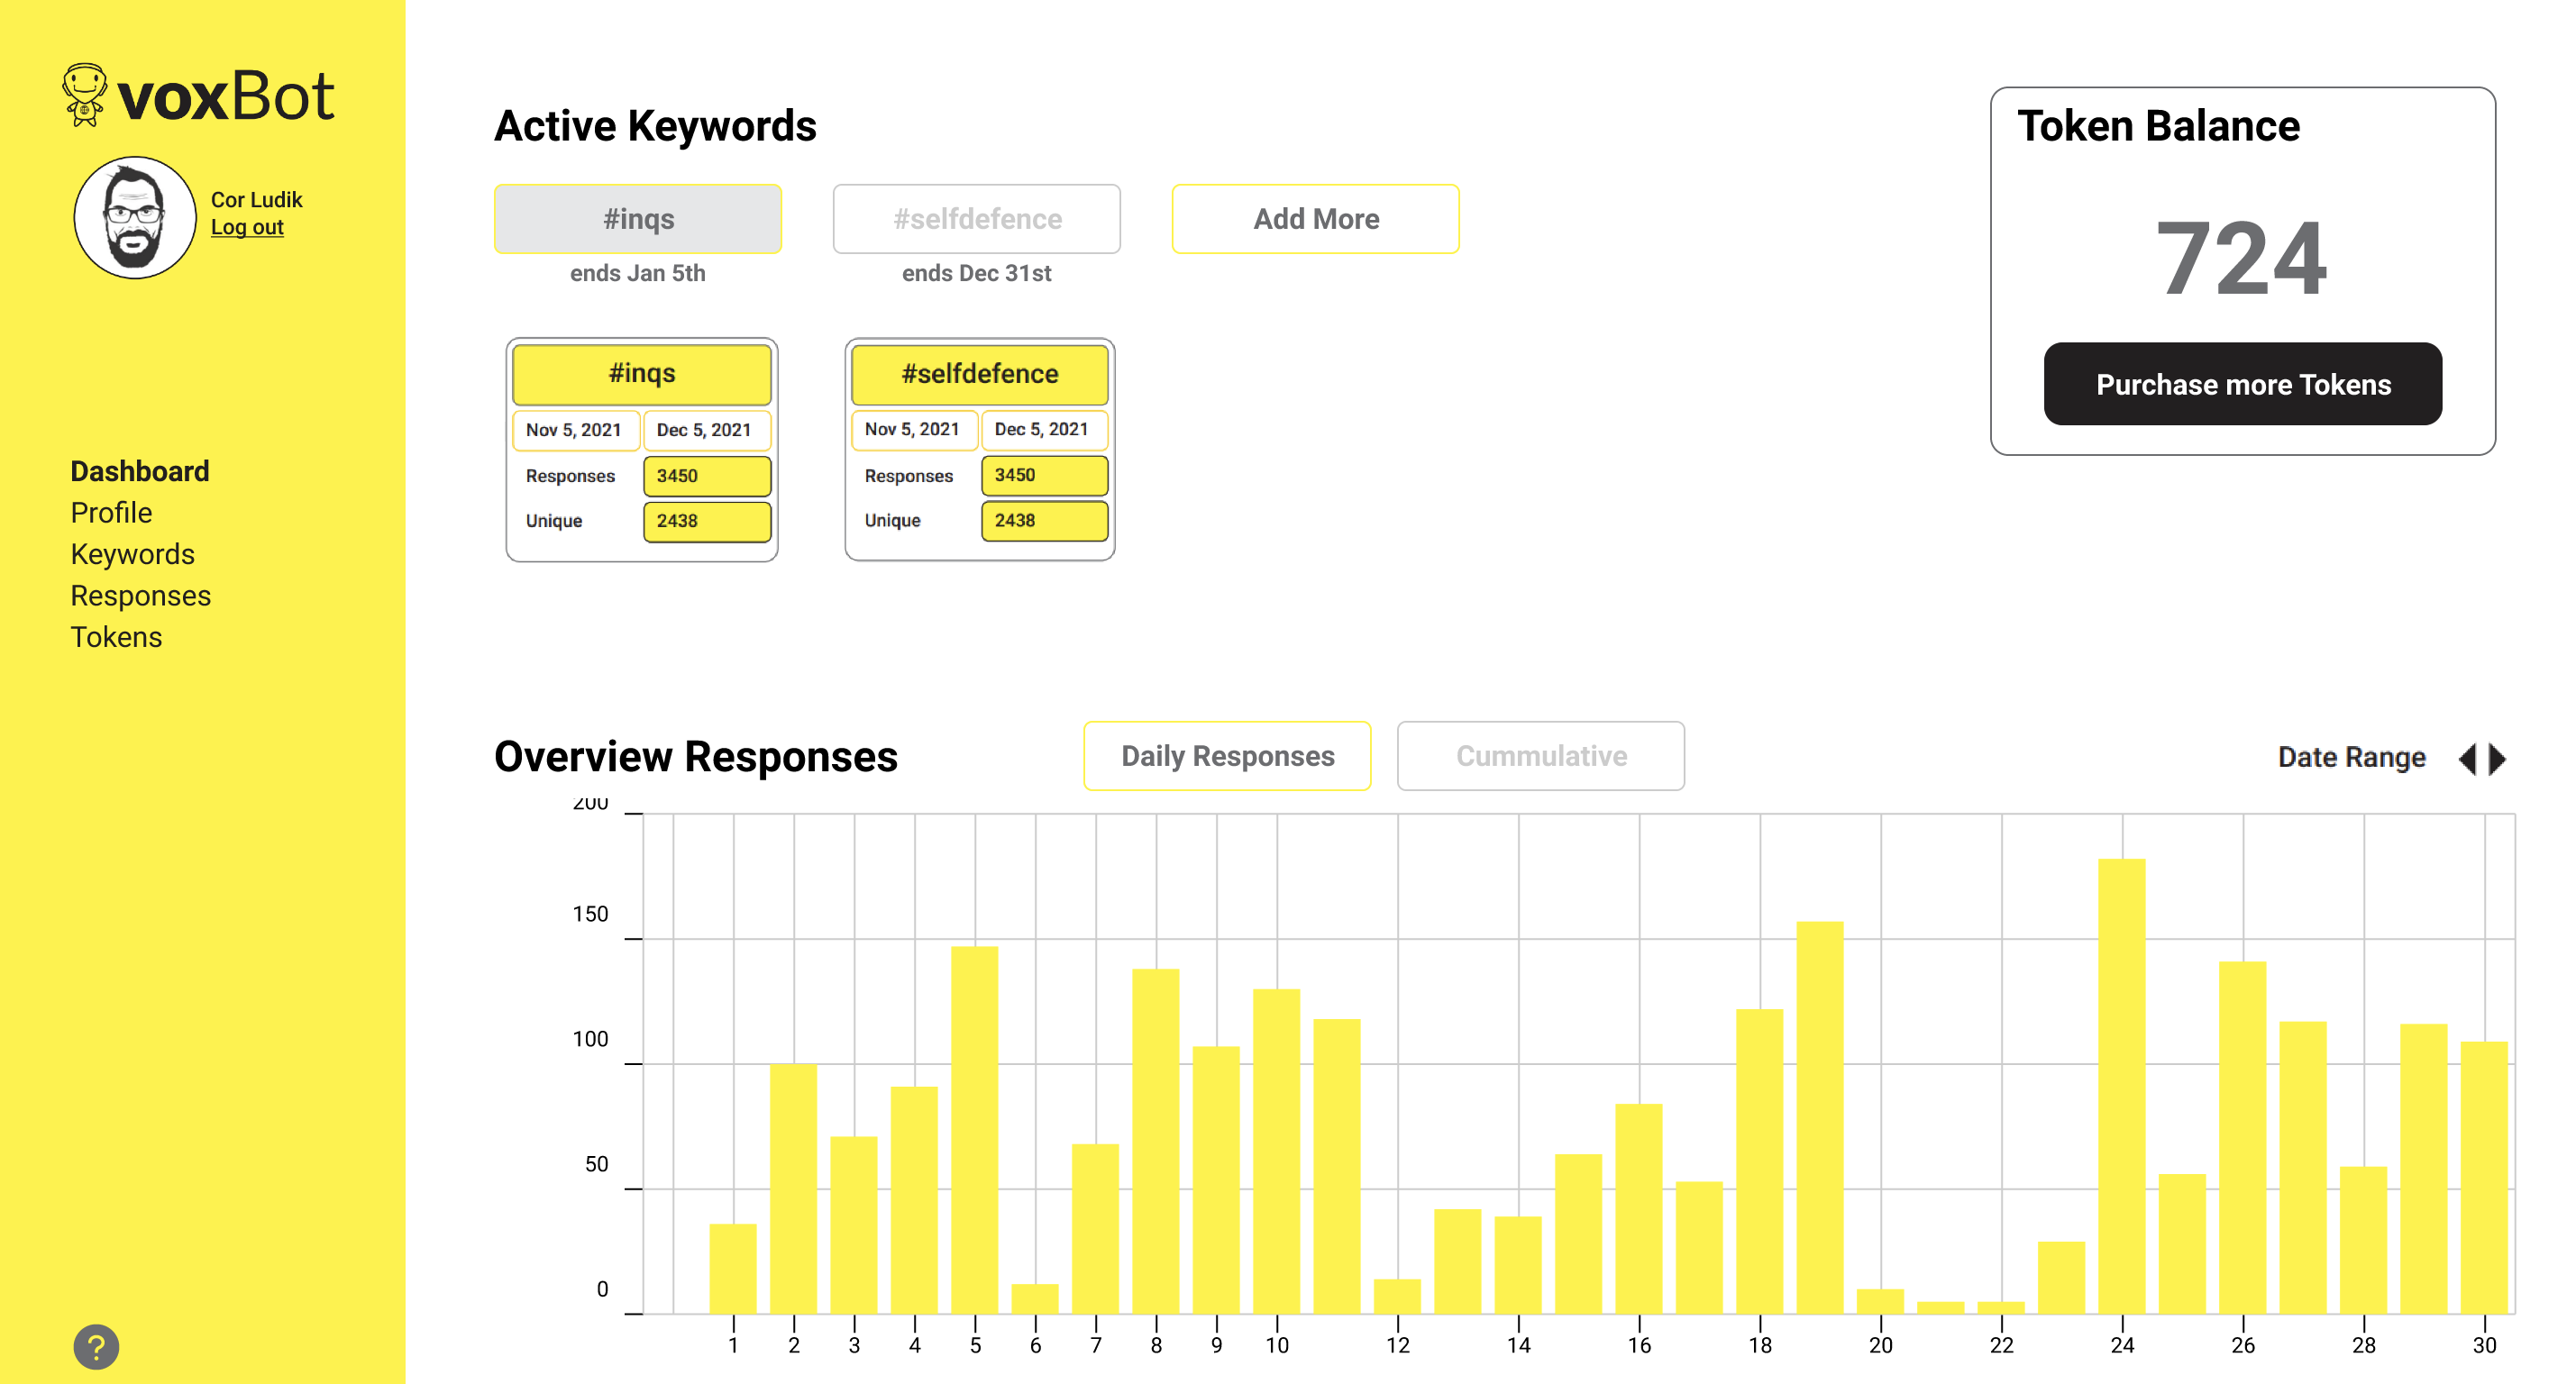 voxBot
Cor Ludik
Log out
Dashboard
Profile
Keywords
Responses
Tokens
?
Active Keywords
#inqs
#selfdefence
Add More
ends Jan 5th
ends Dec 31st
#inqs
Nov 5, 2021
Dec 5, 2021
Responses
3450
Unique
2438
#selfdefence
Nov 5, 2021
Dec 5, 2021
Responses
3450
Unique
2438
Token Balance
724
Purchase more Tokens
Overview Responses
Daily Responses
Cummulative
Date Range
200
150
100
50
0
1 2 3 4 5 6 7 8 9 10 12 14 16 18 20 22 24 26 28 30